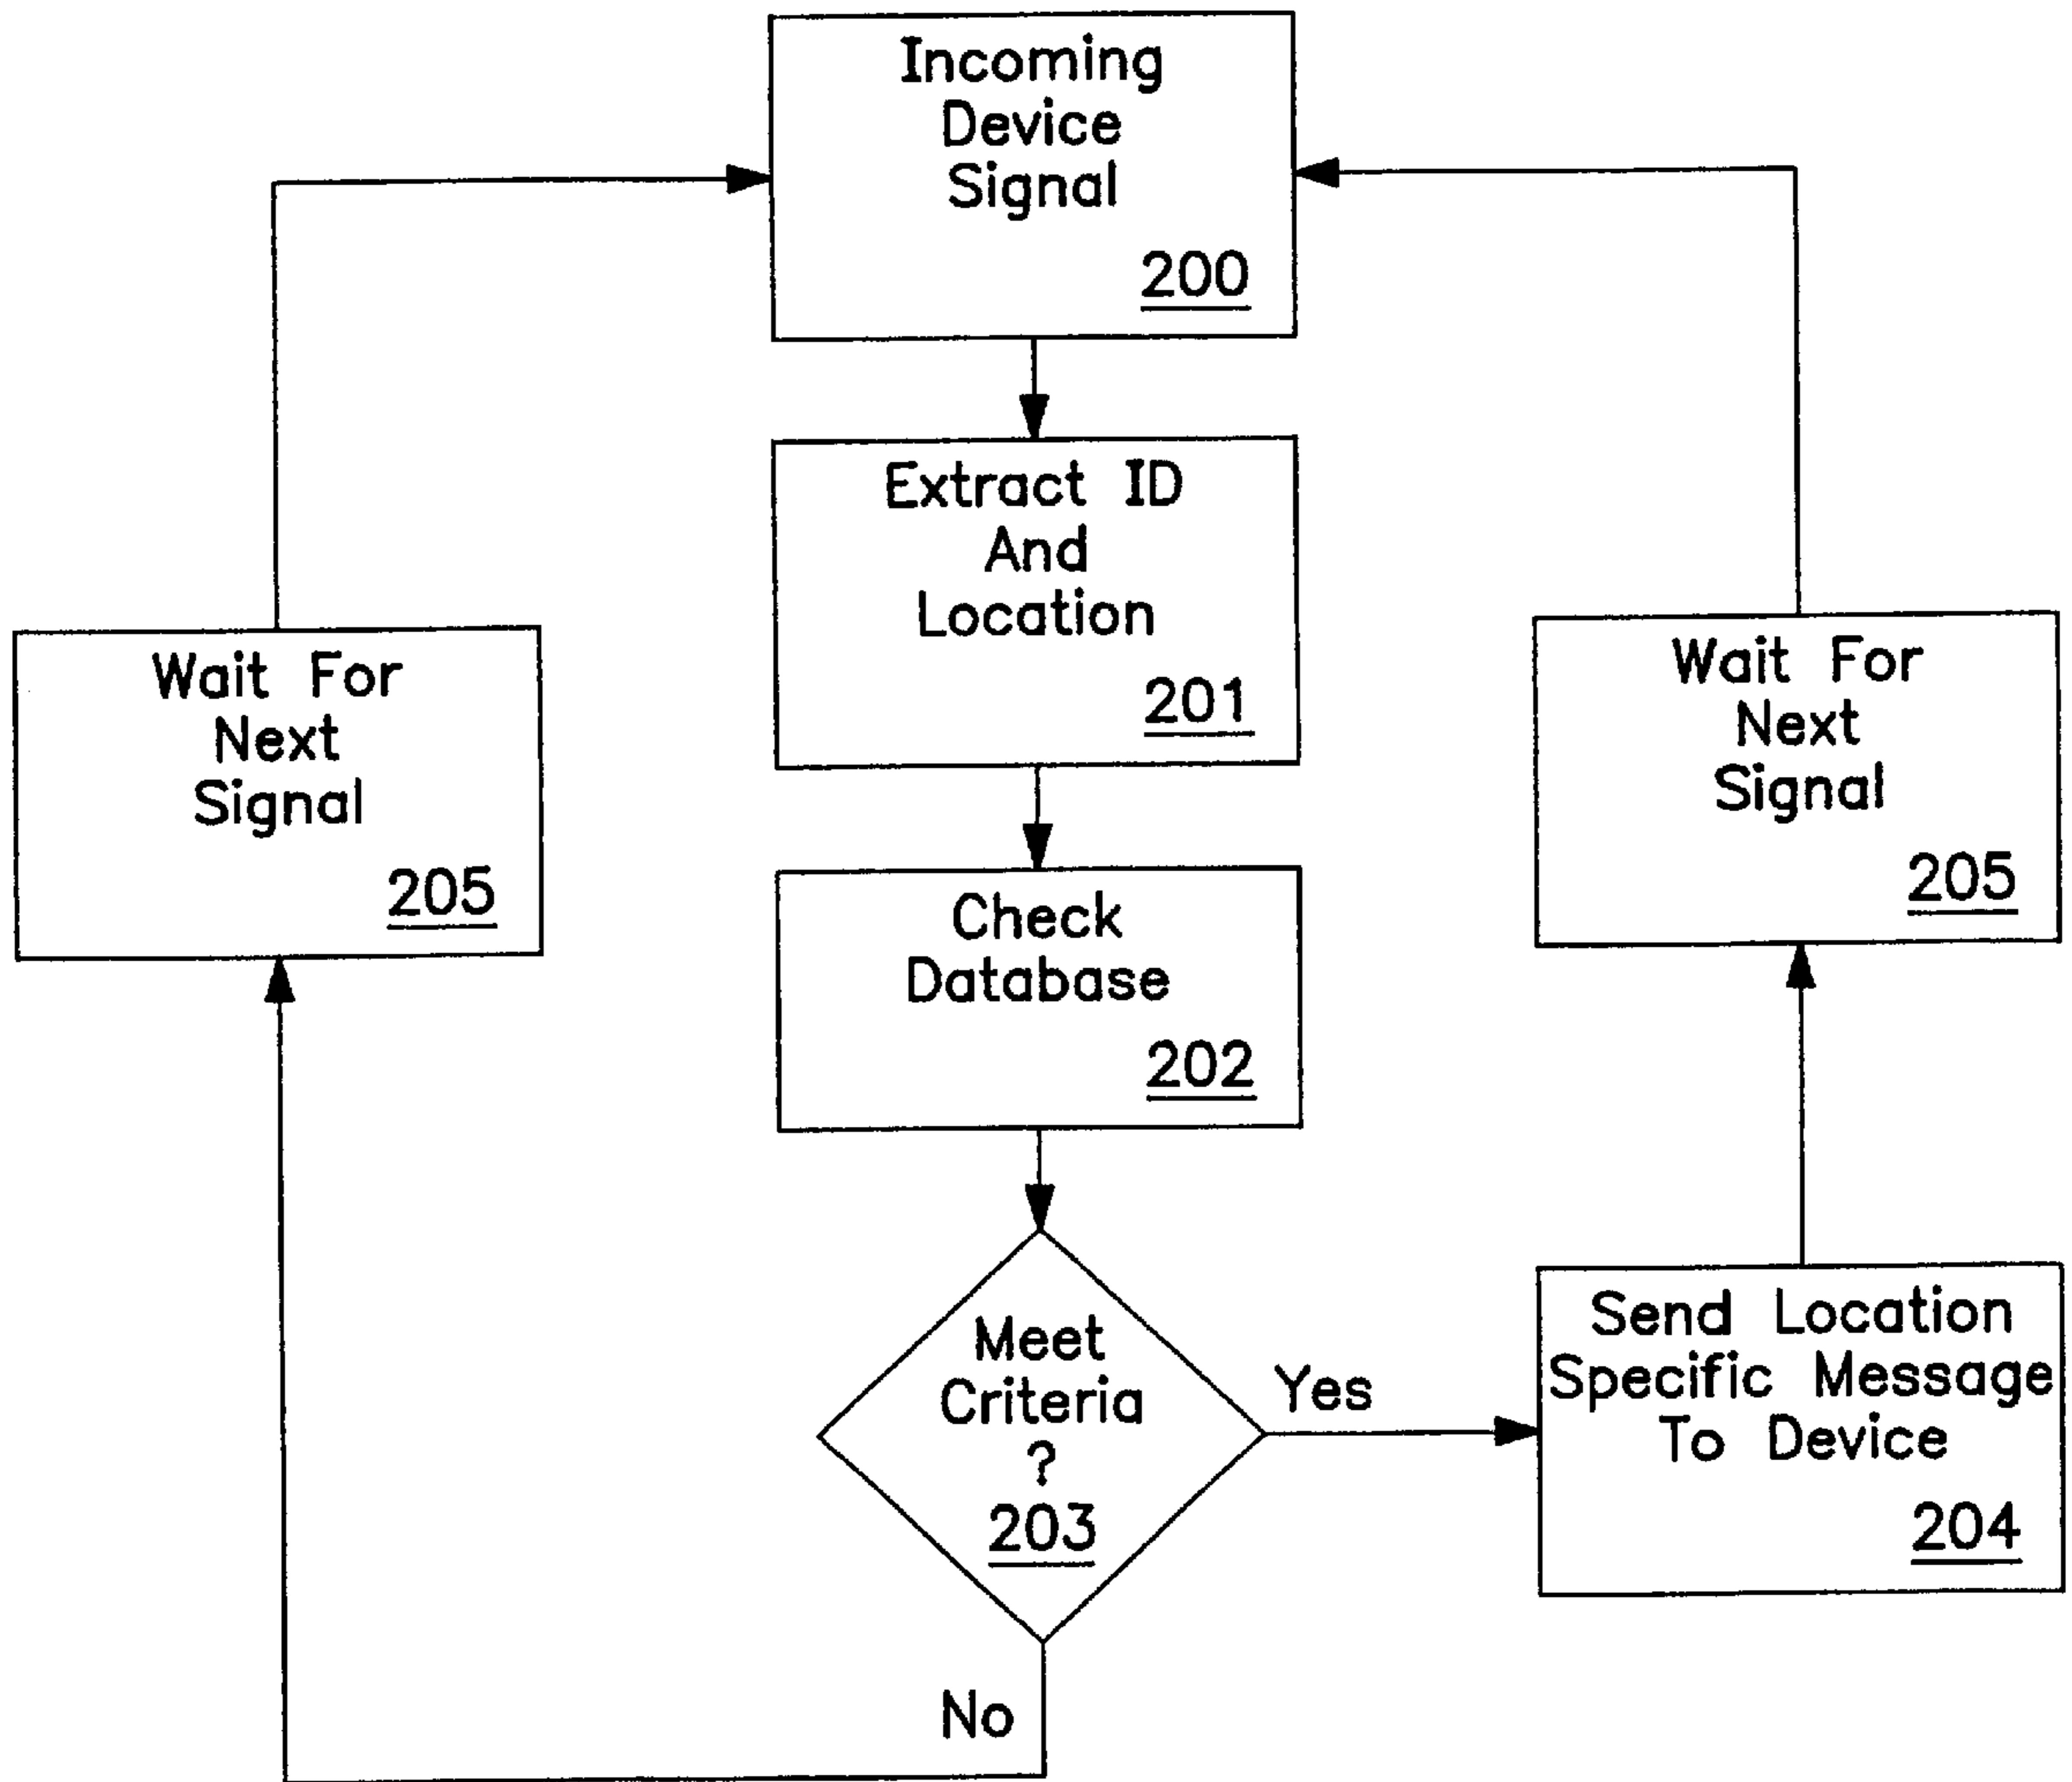 Incoming
Device
Signal
200
Extract ID
And
Location
201
Wait For
Next
Signal
205
Wait For
Next
Signal
205
Check
Database
202
Meet
Criteria
?
203
Yes
Send Location
Specific Message
To Device
204
No